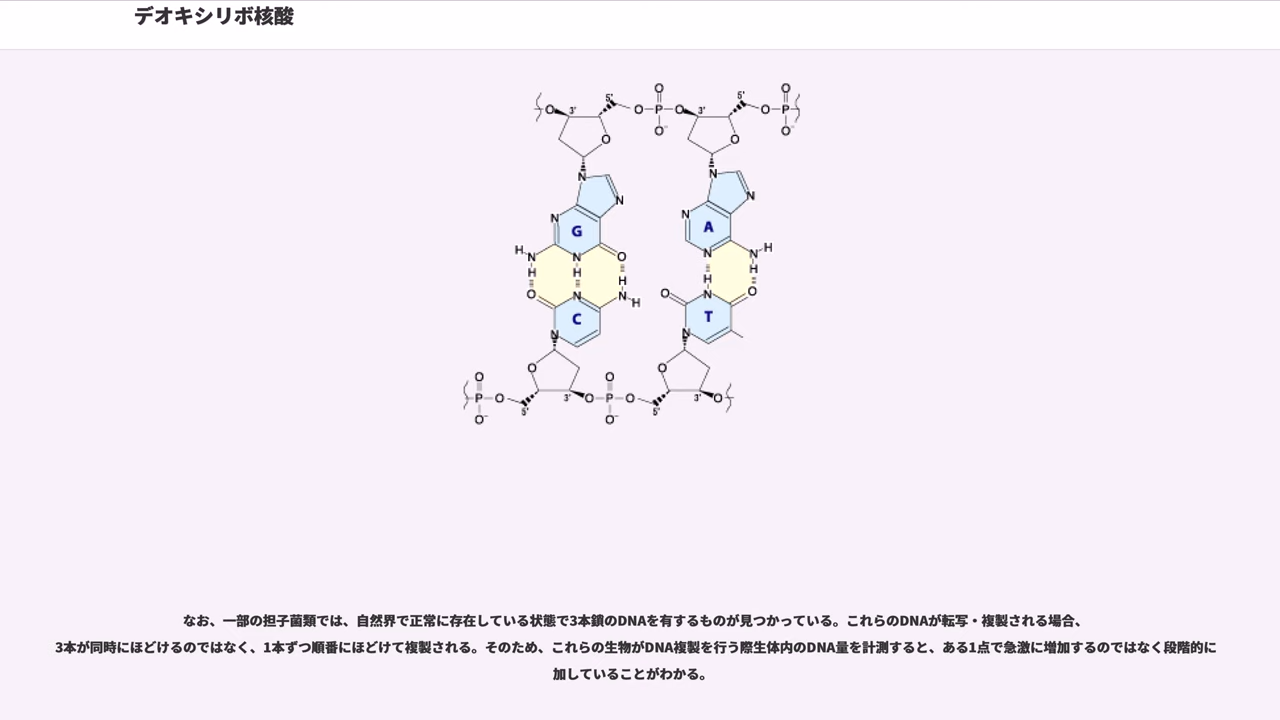 デオキシリボ核酸
O 3' 5' O P O O O⁻ 3' 5' O P O O⁻
O O
N N
N N N N
G A
H N N O N N H
H H H H
H H
O N N H O N O
C T
N N
O O
O O
P O 5' 3' O P O 5' 3' O
O⁻ O⁻
なお、一部の担子菌類では、自然界で正常に存在している状態で3本鎖のDNAを有するものが見つかっている。これらのDNAが転写・複製される場合、
3本が同時にほどけるのではなく、1本ずつ順番にほどけて複製される。そのため、これらの生物がDNA複製を行う際生体内のDNA量を計測すると、ある1点で急激に増加するのではなく段階的に
加していることがわかる。